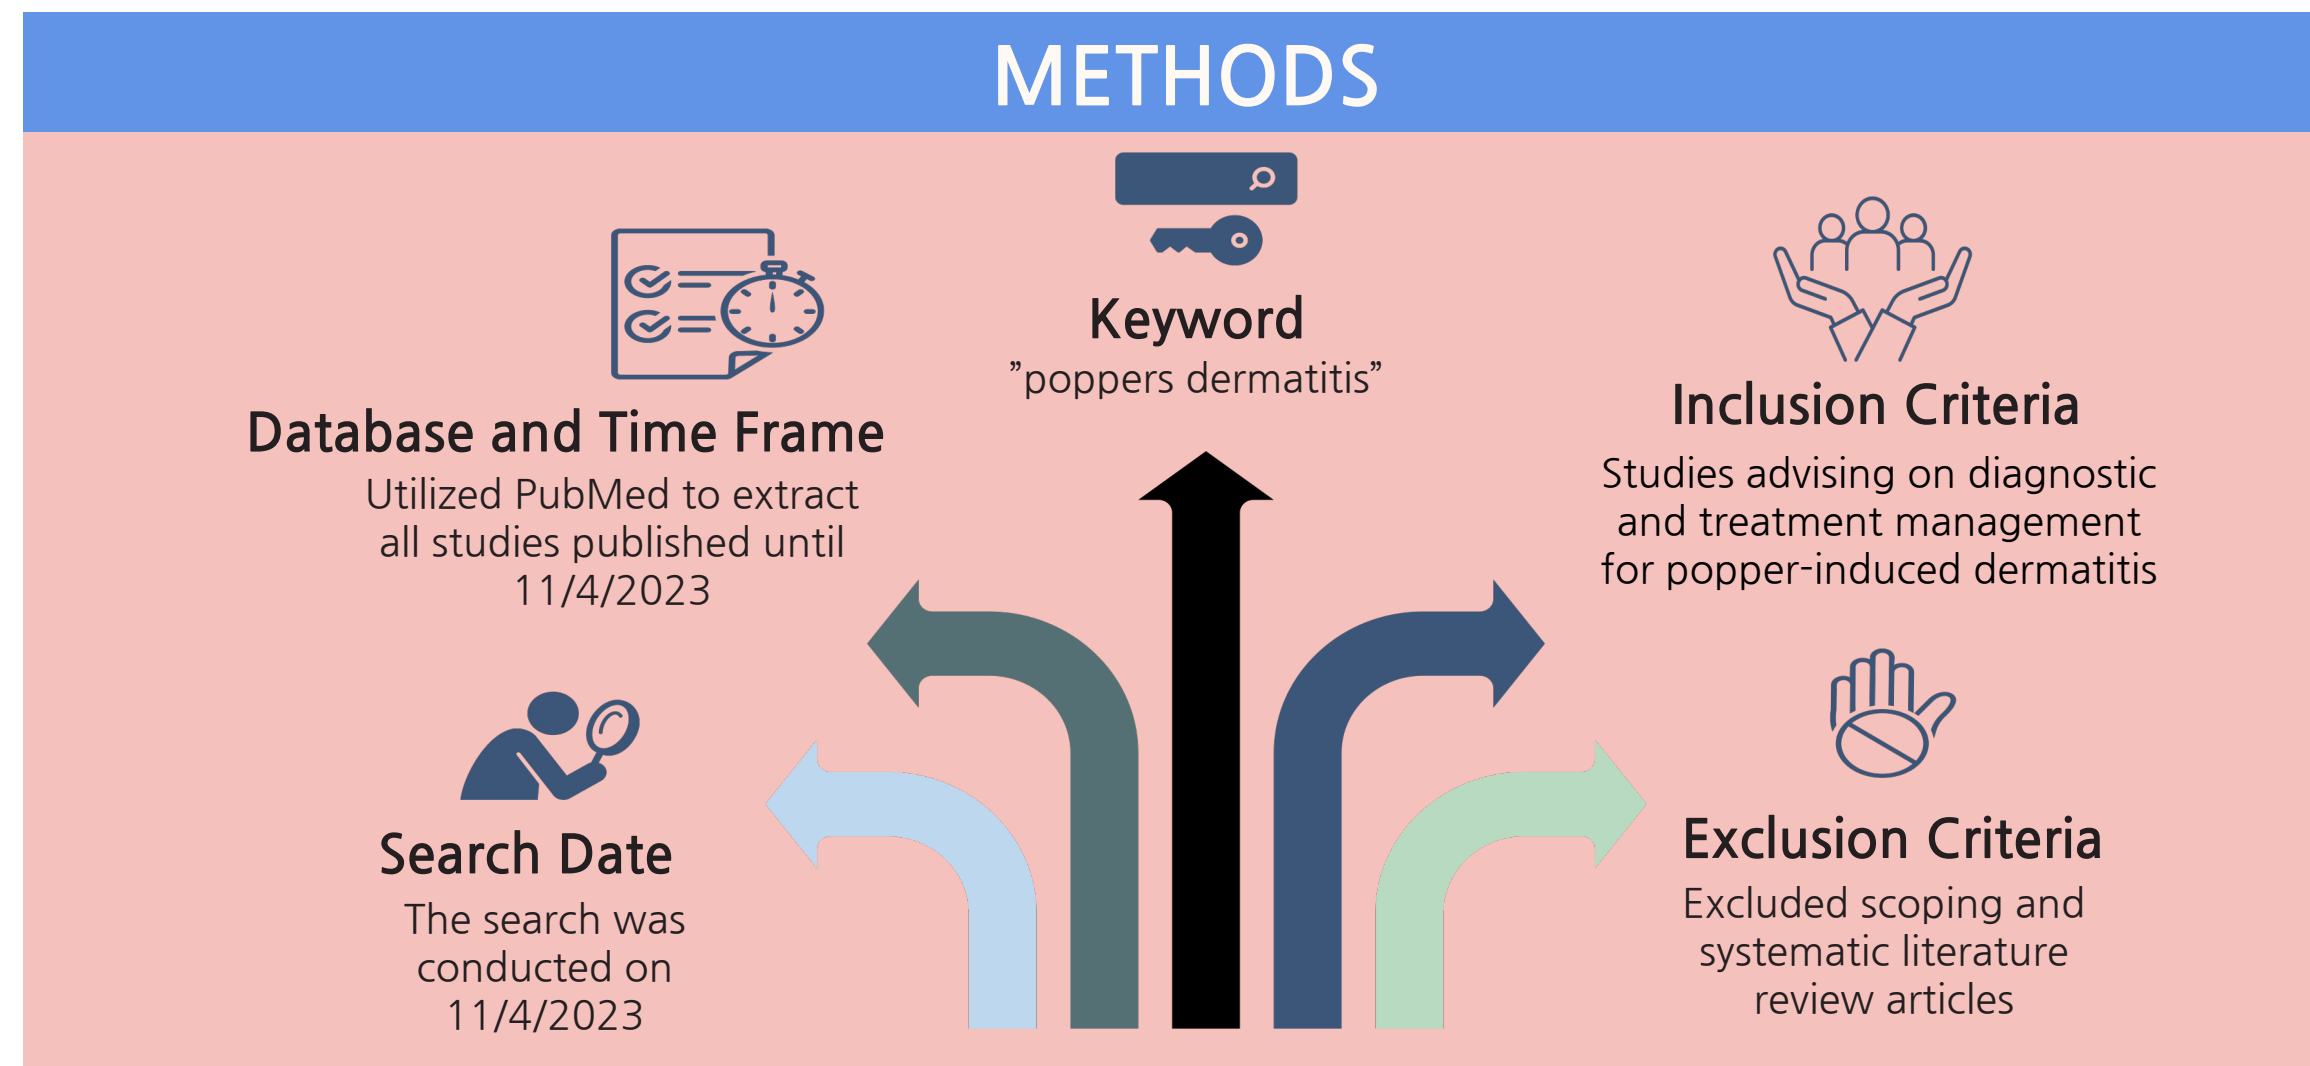 METHODS
Database and Time Frame
Utilized PubMed to extract
all studies published until
11/4/2023
Search Date
The search was
conducted on
11/4/2023
Keyword
”poppers dermatitis”
Inclusion Criteria
Studies advising on diagnostic
and treatment management
for popper-induced dermatitis
Exclusion Criteria
Excluded scoping and
systematic literature
review articles